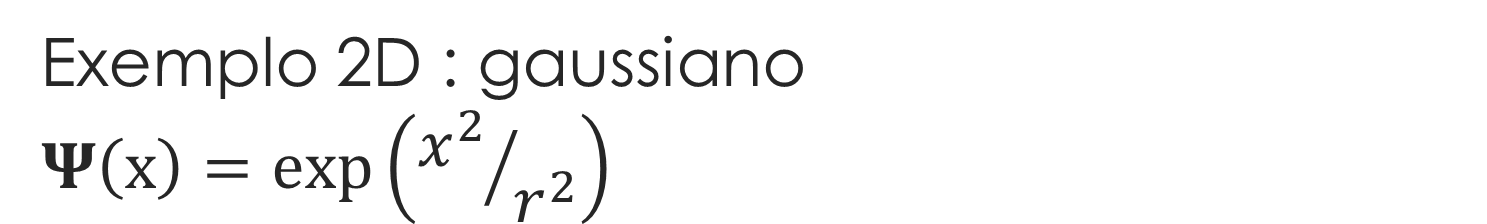 Exemplo 2D : gaussiano
𝚿(x) = exp(x²/r²)